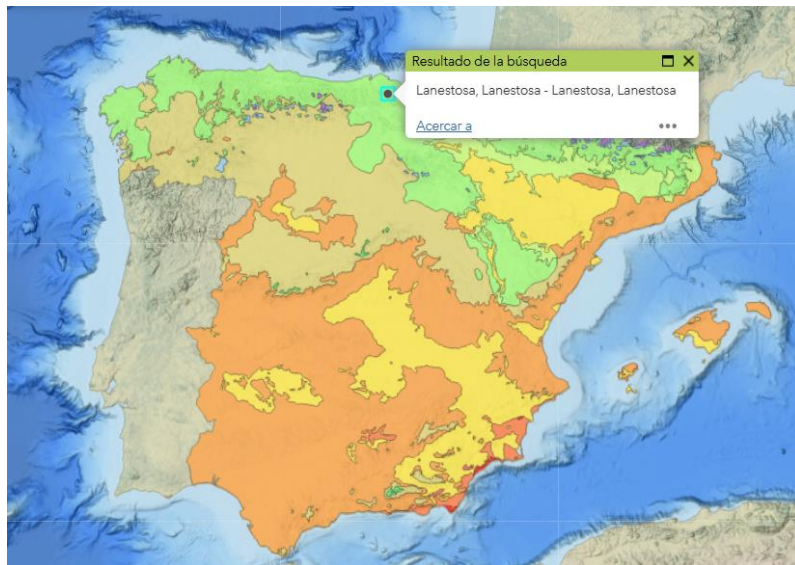 Resultado de la búsqueda
Lanestosa, Lanestosa - Lanestosa, Lanestosa
Acercar a